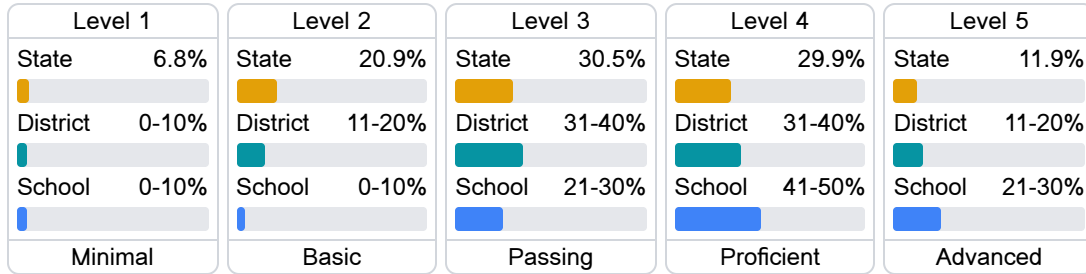 Level 1
State 6.8%
District 0-10%
School 0-10%
Minimal
Level 2
State 20.9%
District 11-20%
School 0-10%
Basic
Level 3
State 30.5%
District 31-40%
School 21-30%
Passing
Level 4
State 29.9%
District 31-40%
School 41-50%
Proficient
Level 5
State 11.9%
District 11-20%
School 21-30%
Advanced